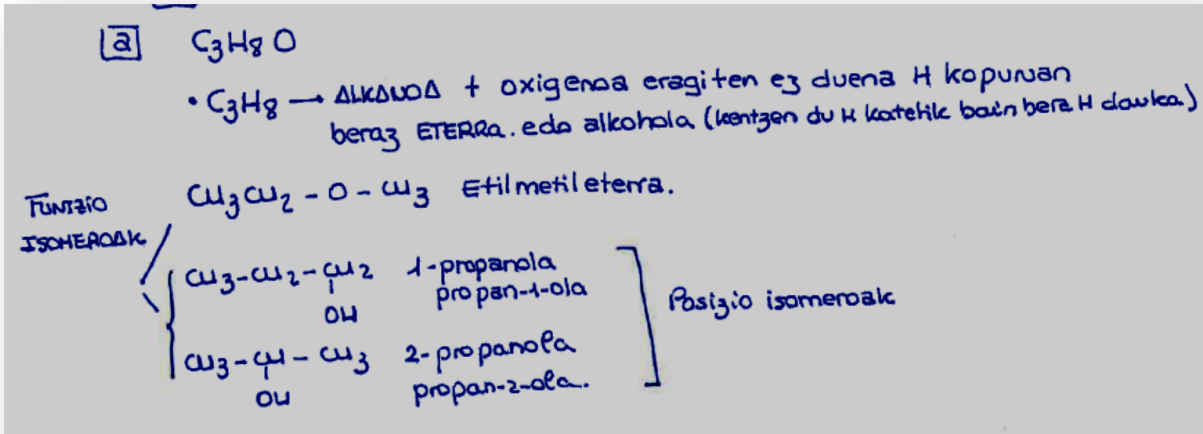 a C3H8O
• C3H8 → ALKANOA + oxigenoa eragiten ez duena H kopuruan
beraz ETERRA. edo alkohola (kentzen du H katetik baina bera H dauka)
CH3CH2 - O - CH3 Etilmetileterra.
FUNTZIO
ISOMEROAK
CH3-CH2-CH2 1-propanola
propan-1-ola
OH
Posizio isomeroak
CH3-CH-CH3 2-propanola
OH propan-2-ola.